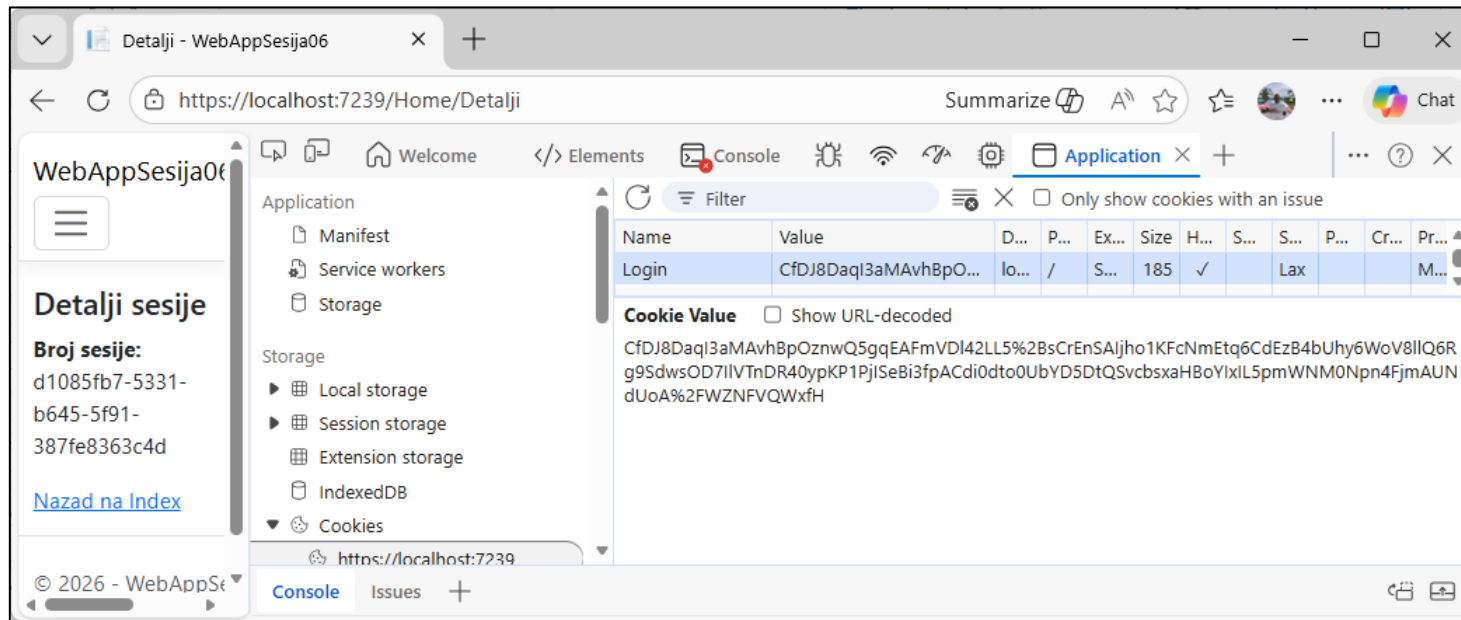 Detalji - WebAppSesija06
https://localhost:7239/Home/Detalji
Summarize
Chat
WebAppSesija06
Detalji sesije
Broj sesije:
d1085fb7-5331-
b645-5f91-
387fe8363c4d
Nazad na Index
© 2026 - WebAppSe
Welcome
</> Elements
Console
Application
Application
Manifest
Service workers
Storage
Storage
Local storage
Session storage
Extension storage
IndexedDB
Cookies
https://localhost:7239
Filter
Only show cookies with an issue
Name Value D... P... Ex... Size H... S... S... P... Cr... Pr...
Login CfDJ8DaqI3aMAvhBpO... lo... / S... 185 ✓ Lax M...
Cookie Value Show URL-decoded
CfDJ8DaqI3aMAvhBpOznwQ5gqEAFmVDl42LL5%2BsCrEnSAIjho1KFcNmEtq6CdEzB4bUhy6WoV8llQ6R
g9SdwsOD7IlVTnDR40ypKP1PjISeBi3fpACdi0dto0UbYD5DtQSvcbsxaHBoYIxIL5pmWNM0Npn4FjmAUN
dUoA%2FWZNFVQWxfH
Console Issues